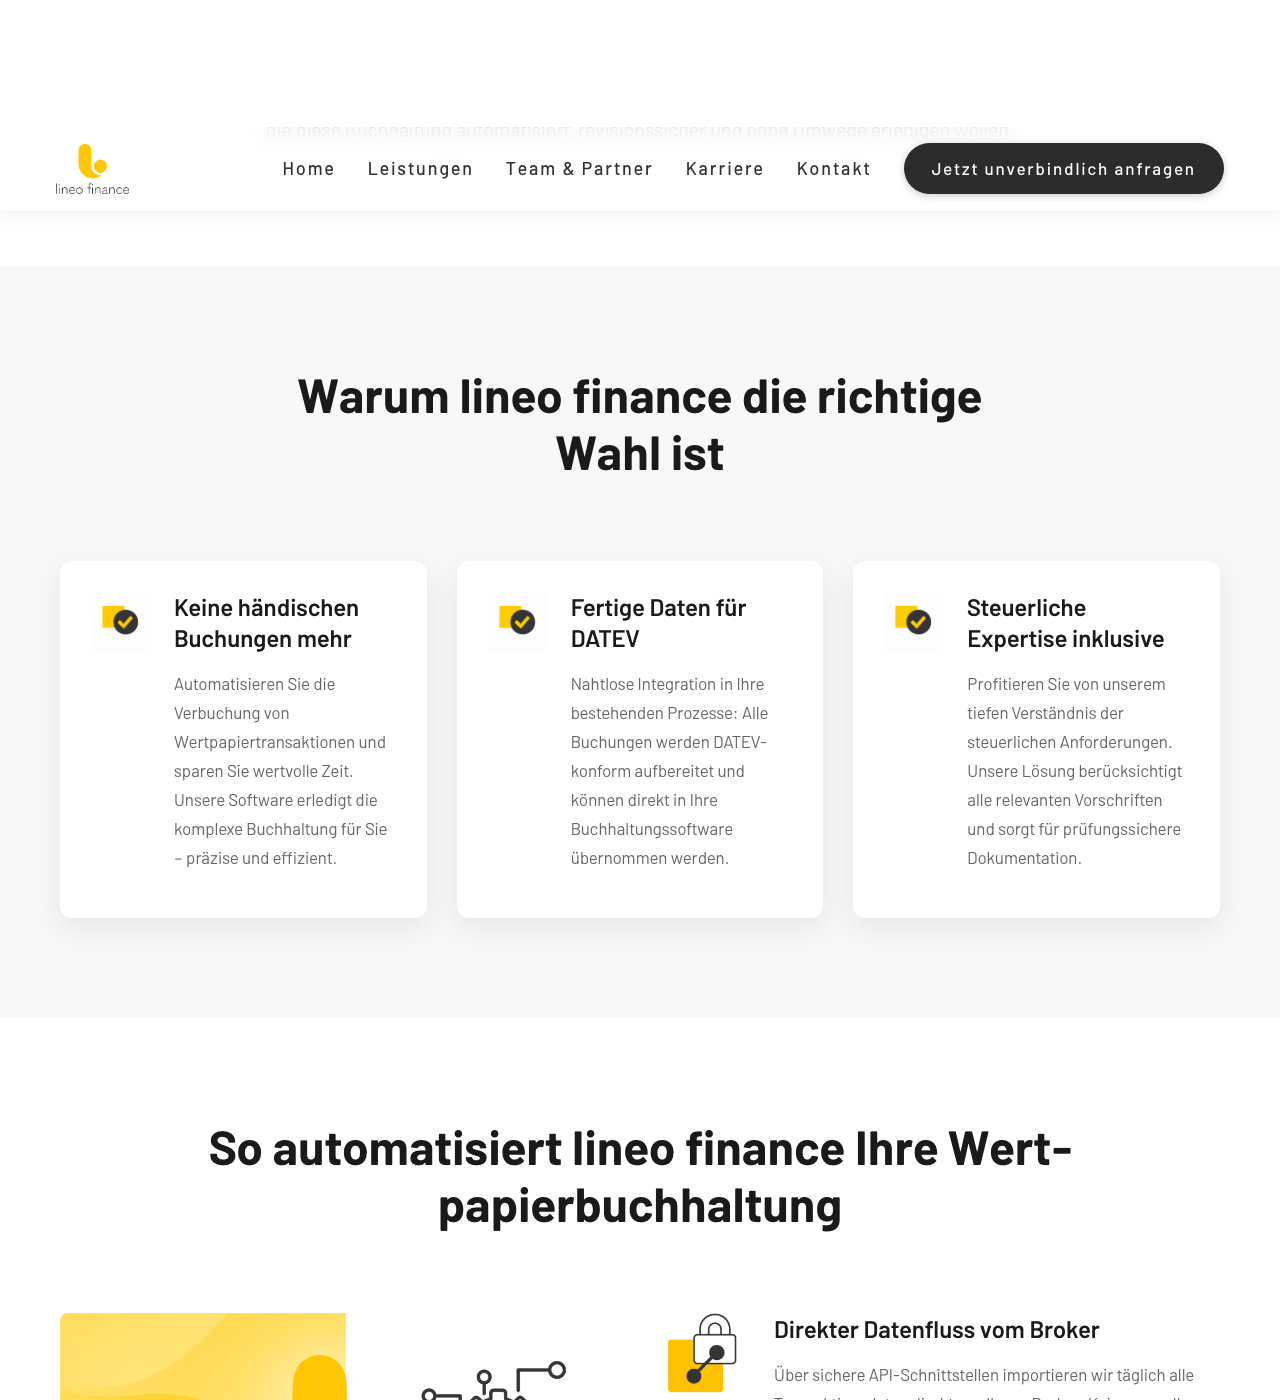 die diese Buchhaltung automatisiert, revisionssicher und ohne Umwege erledigen wollen.
lineo finance
Home
Leistungen
Team & Partner
Karriere
Kontakt
Jetzt unverbindlich anfragen
Warum lineo finance die richtige
Wahl ist
Keine händischen
Buchungen mehr
Automatisieren Sie die
Verbuchung von
Wertpapiertransaktionen und
sparen Sie wertvolle Zeit.
Unsere Software erledigt die
komplexe Buchhaltung für Sie
– präzise und effizient.
Fertige Daten für
DATEV
Nahtlose Integration in Ihre
bestehenden Prozesse: Alle
Buchungen werden DATEV-
konform aufbereitet und
können direkt in Ihre
Buchhaltungssoftware
übernommen werden.
Steuerliche
Expertise inklusive
Profitieren Sie von unserem
tiefen Verständnis der
steuerlichen Anforderungen.
Unsere Lösung berücksichtigt
alle relevanten Vorschriften
und sorgt für prüfungssichere
Dokumentation.
So automatisiert lineo finance Ihre Wert-
papierbuchhaltung
Direkter Datenfluss vom Broker
Über sichere API-Schnittstellen importieren wir täglich alle